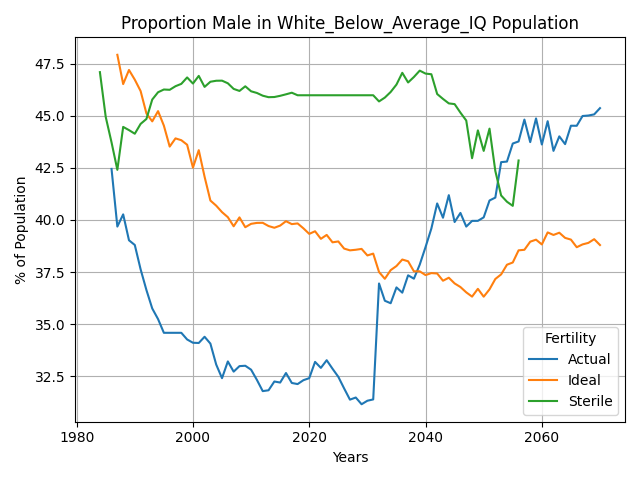 Proportion Male in White_Below_Average_IQ Population
% of Population
47.5
45.0
42.5
40.0
37.5
35.0
32.5
1980
2000
2020
2040
2060
Years
Fertility
Actual
Ideal
Sterile